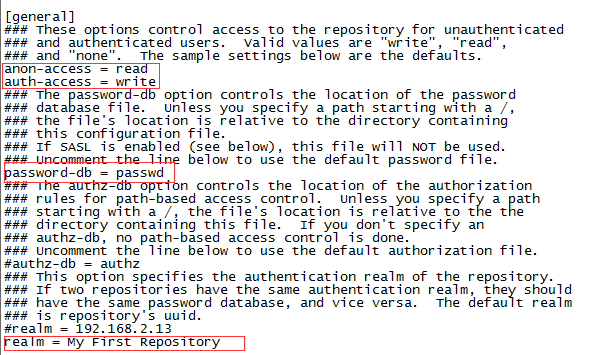 [general]
### These options control access to the repository for unauthenticated
### and authenticated users.  Valid values are "write", "read",
### and "none".  The sample settings below are the defaults.
anon-access = read
auth-access = write
### The password-db option controls the location of the password
### database file.  Unless you specify a path starting with a /,
### the file's location is relative to the directory containing
### this configuration file.
### If SASL is enabled (see below), this file will NOT be used.
### Uncomment the line below to use the default password file.
password-db = passwd
### The authz-db option controls the location of the authorization
### rules for path-based access control.  Unless you specify a path
### starting with a /, the file's location is relative to the the
### directory containing this file.  If you don't specify an
### authz-db, no path-based access control is done.
### Uncomment the line below to use the default authorization file.
#authz-db = authz
### This option specifies the authentication realm of the repository.
### If two repositories have the same authentication realm, they should
### have the same password database, and vice versa.  The default realm
### is repository's uuid.
#realm = 192.168.2.13
realm = My First Repository